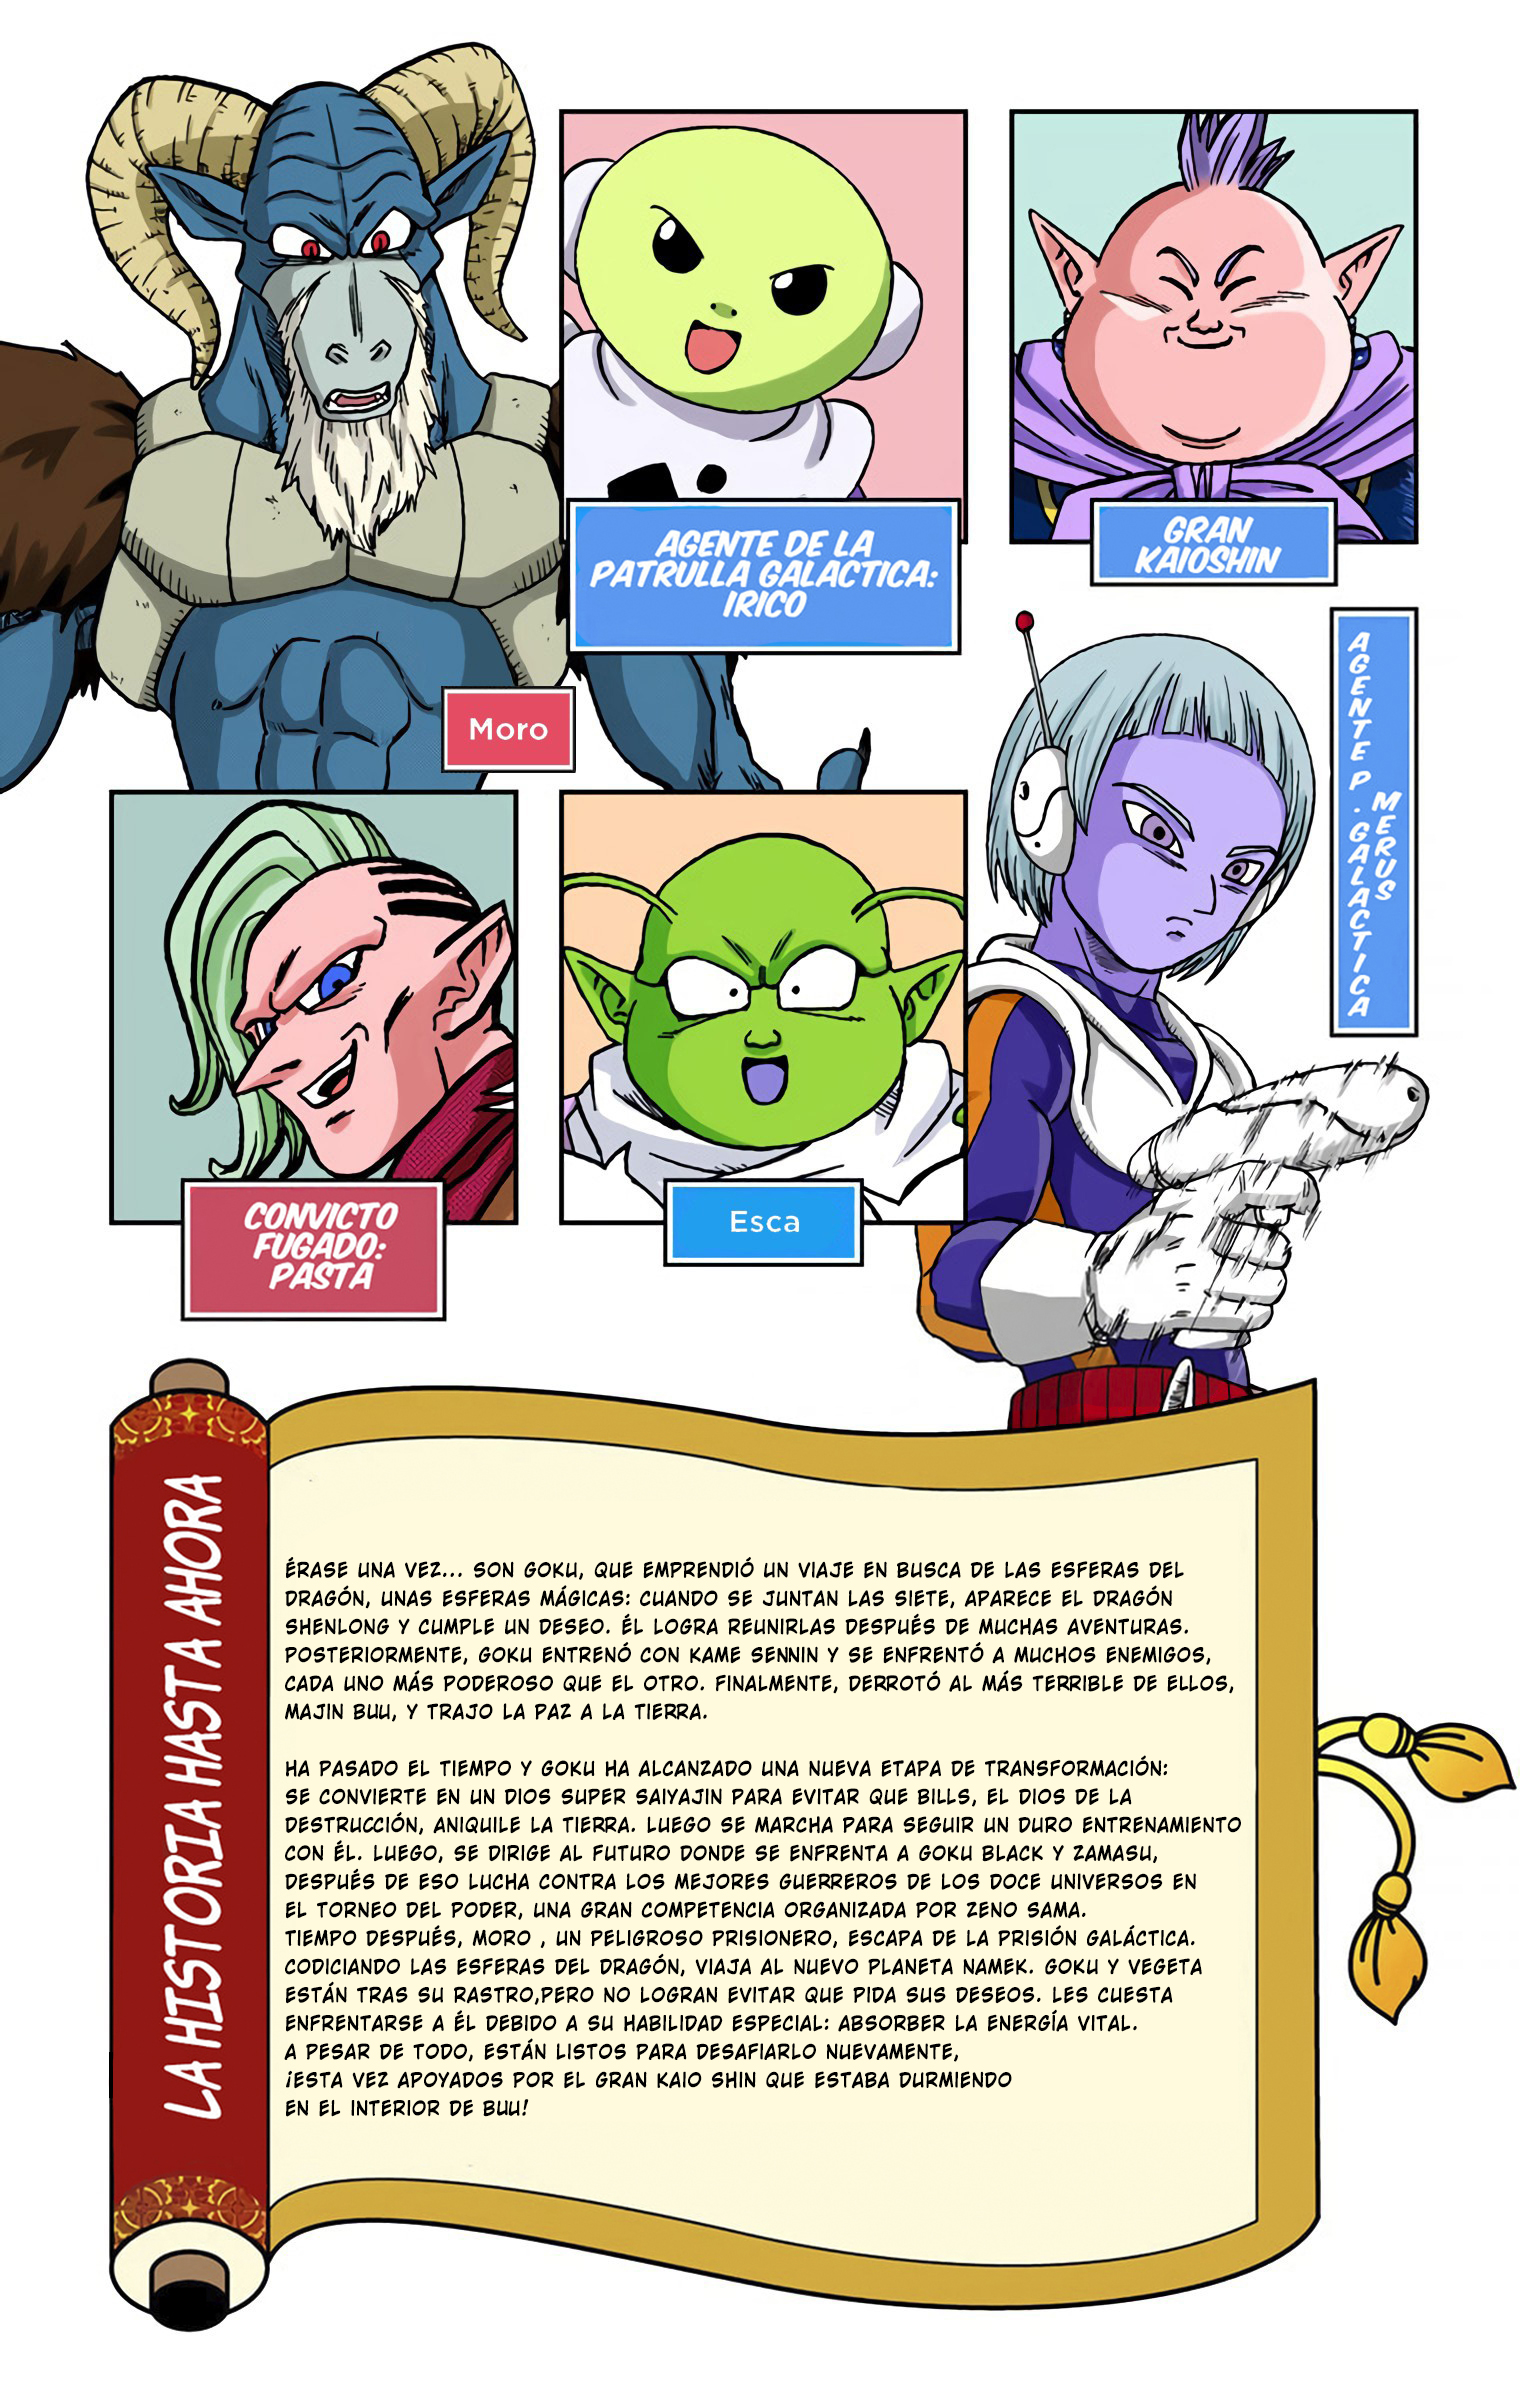 AGENTE DE LA
PATRULLA GALACTICA:
IRICO
GRAN
KAIOSHIN
Moro
AGENTE P. GALACTICA
MERUS
CONVICTO
FUGADO:
PASTA
Esca
LA HISTORIA HASTA AHORA
ÉRASE UNA VEZ... SON GOKU, QUE EMPRENDIÓ UN VIAJE EN BUSCA DE LAS ESFERAS DEL
DRAGÓN, UNAS ESFERAS MÁGICAS: CUANDO SE JUNTAN LAS SIETE, APARECE EL DRAGÓN
SHENLONG Y CUMPLE UN DESEO. ÉL LOGRA REUNIRLAS DESPUÉS DE MUCHAS AVENTURAS.
POSTERIORMENTE, GOKU ENTRENÓ CON KAME SENNIN Y SE ENFRENTÓ A MUCHOS ENEMIGOS,
CADA UNO MÁS PODEROSO QUE EL OTRO. FINALMENTE, DERROTÓ AL MÁS TERRIBLE DE ELLOS,
MAJIN BUU, Y TRAJO LA PAZ A LA TIERRA.
HA PASADO EL TIEMPO Y GOKU HA ALCANZADO UNA NUEVA ETAPA DE TRANSFORMACIÓN:
SE CONVIERTE EN UN DIOS SUPER SAIYAJIN PARA EVITAR QUE BILLS, EL DIOS DE LA
DESTRUCCIÓN, ANIQUILE LA TIERRA. LUEGO SE MARCHA PARA SEGUIR UN DURO ENTRENAMIENTO
CON ÉL. LUEGO, SE DIRIGE AL FUTURO DONDE SE ENFRENTA A GOKU BLACK Y ZAMASU,
DESPUÉS DE ESO LUCHA CONTRA LOS MEJORES GUERREROS DE LOS DOCE UNIVERSOS EN
EL TORNEO DEL PODER, UNA GRAN COMPETENCIA ORGANIZADA POR ZENO SAMA.
TIEMPO DESPUÉS, MORO , UN PELIGROSO PRISIONERO, ESCAPA DE LA PRISIÓN GALÁCTICA.
CODICIANDO LAS ESFERAS DEL DRAGÓN, VIAJA AL NUEVO PLANETA NAMEK. GOKU Y VEGETA
ESTÁN TRAS SU RASTRO,PERO NO LOGRAN EVITAR QUE PIDA SUS DESEOS. LES CUESTA
ENFRENTARSE A ÉL DEBIDO A SU HABILIDAD ESPECIAL: ABSORBER LA ENERGÍA VITAL.
A PESAR DE TODO, ESTÁN LISTOS PARA DESAFIARLO NUEVAMENTE,
¡ESTA VEZ APOYADOS POR EL GRAN KAIO SHIN QUE ESTABA DURMIENDO
EN EL INTERIOR DE BUU!